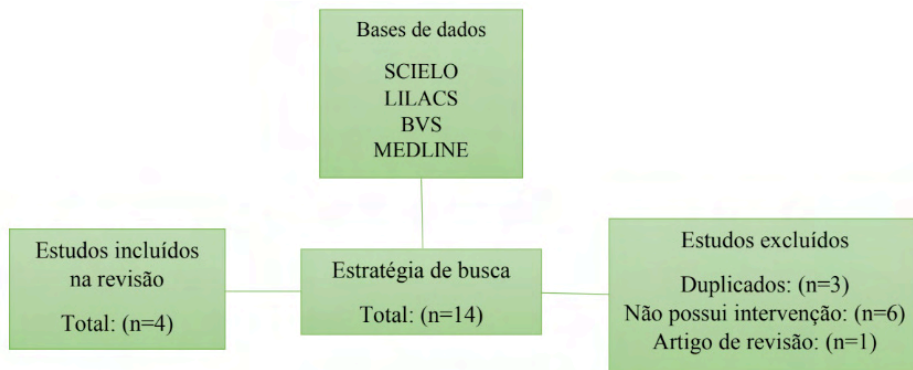 Bases de dados
SCIELO
LILACS
BVS
MEDLINE
Estudos incluídos
na revisão
Total: (n=4)
Estratégia de busca
Total: (n=14)
Estudos excluídos
Duplicados: (n=3)
Não possui intervenção: (n=6)
Artigo de revisão: (n=1)